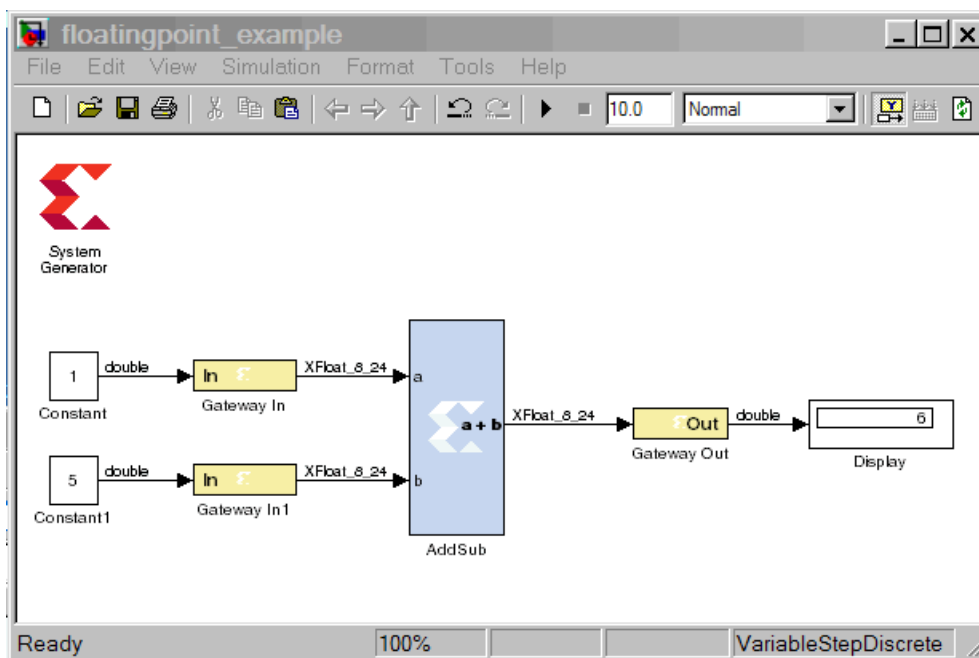 floatingpoint_example
File Edit View Simulation Format Tools Help
10.0 Normal
System
Generator
1 double In XFloat_8_24 a
Constant Gateway In
a + b XFloat_8_24 Out double 6
Gateway Out Display
5 double In XFloat_8_24 b
Constant1 Gateway In1
AddSub
Ready 100% VariableStepDiscrete